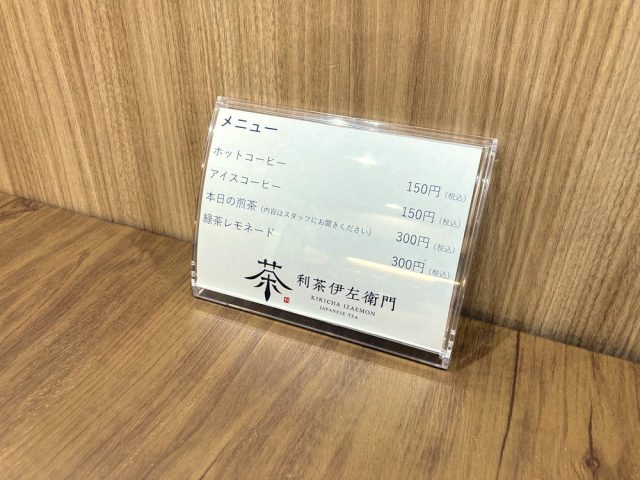 メニュー
ホットコーヒー 150円 (税込)
アイスコーヒー 150円 (税込)
本日の煎茶 (内容はスタッフにお聞きください) 300円 (税込)
緑茶レモネード 300円 (税込)
茶 利茶伊左衛門
KIKICHA IZAEMON
JAPANESE TEA